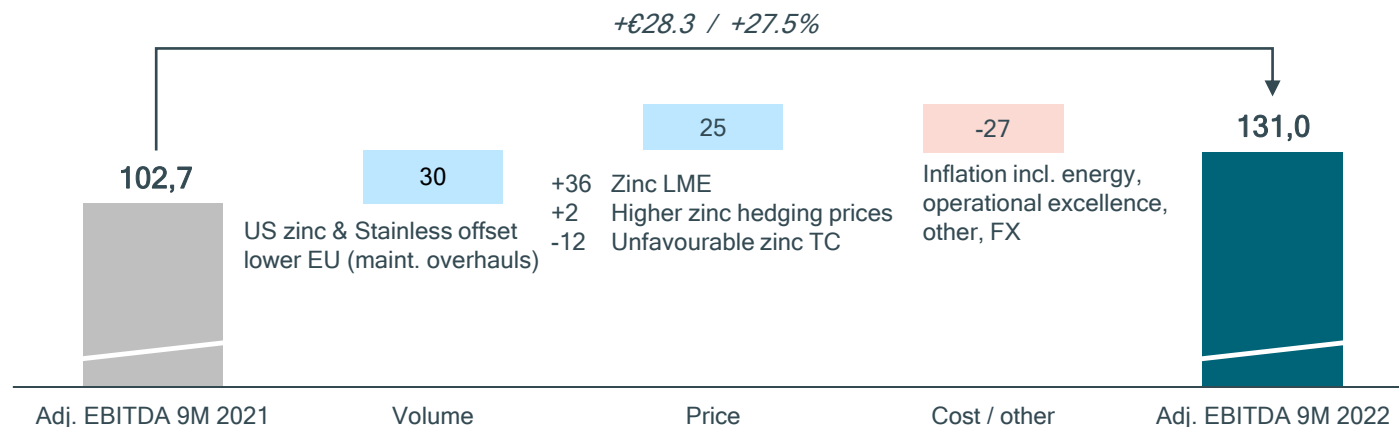 +€28.3 / +27.5%
102,7
30
US zinc & Stainless offset
lower EU (maint. overhauls)
25
+36 Zinc LME
+2 Higher zinc hedging prices
-12 Unfavourable zinc TC
-27
Inflation incl. energy,
operational excellence,
other, FX
131,0
Adj. EBITDA 9M 2021
Volume
Price
Cost / other
Adj. EBITDA 9M 2022